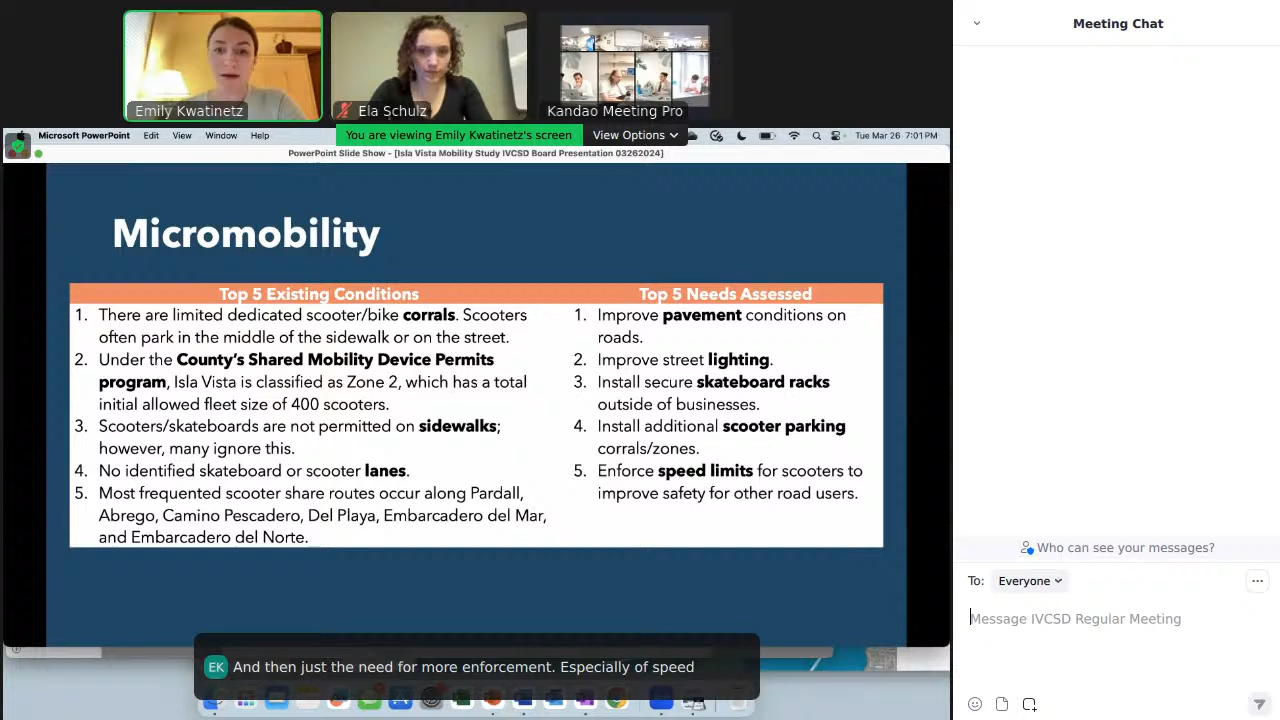 Emily Kwatinetz
Ela Schulz
Kandao Meeting Pro
Microsoft PowerPoint Edit View Window Help
You are viewing Emily Kwatinetz's screen
View Options
Tue Mar 26 7:01 PM
PowerPoint Slide Show - [Isla Vista Mobility Study IVCSD Board Presentation 03262024]
Micromobility
Top 5 Existing Conditions
1. There are limited dedicated scooter/bike corrals. Scooters
often park in the middle of the sidewalk or on the street.
2. Under the County's Shared Mobility Device Permits
program, Isla Vista is classified as Zone 2, which has a total
initial allowed fleet size of 400 scooters.
3. Scooters/skateboards are not permitted on sidewalks;
however, many ignore this.
4. No identified skateboard or scooter lanes.
5. Most frequented scooter share routes occur along Pardall,
Abrego, Camino Pescadero, Del Playa, Embarcadero del Mar,
and Embarcadero del Norte.
Top 5 Needs Assessed
1. Improve pavement conditions on
roads.
2. Improve street lighting.
3. Install secure skateboard racks
outside of businesses.
4. Install additional scooter parking
corrals/zones.
5. Enforce speed limits for scooters to
improve safety for other road users.
EK And then just the need for more enforcement. Especially of speed
Meeting Chat
Who can see your messages?
To: Everyone
Message IVCSD Regular Meeting